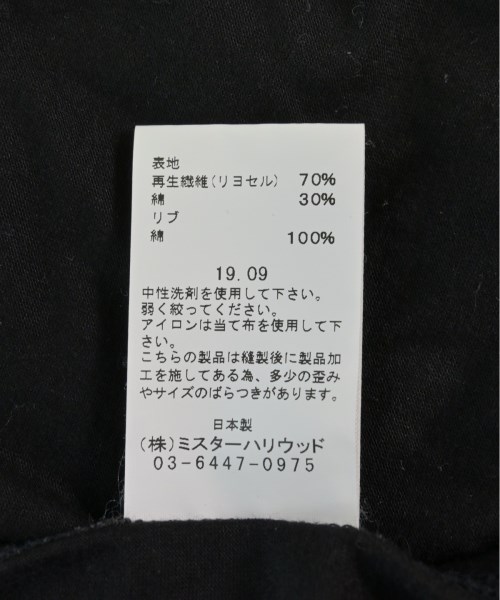 表地
再生繊維(リヨセル) 70%
綿 30%
リブ
綿 100%
19.09
中性洗剤を使用して下さい。
弱く絞ってください。
アイロンは当て布を使用して下
さい。
こちらの製品は縫製後に製品加
工を施してある為、多少の歪み
やサイズのばらつきがあります。
日本製
(株)ミスターハリウッド
03-6447-0975